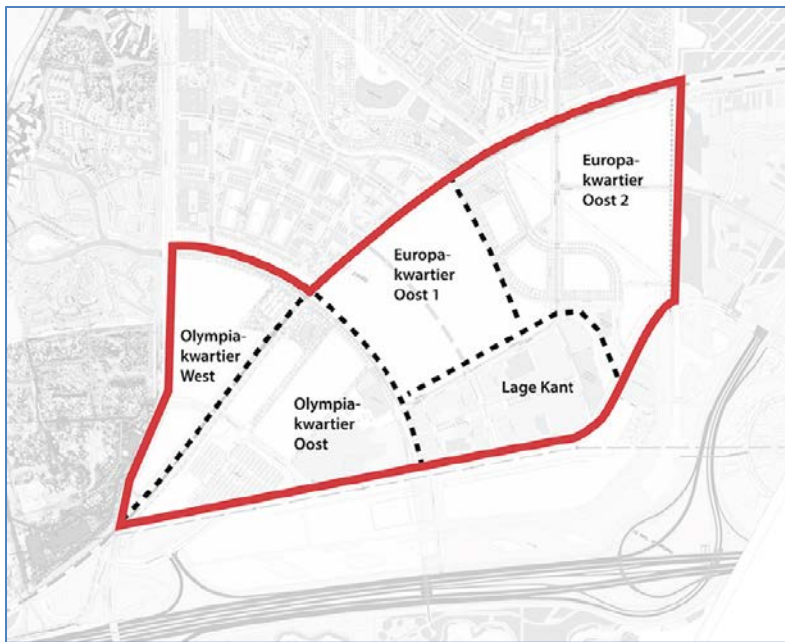 Europa-
kwartier
Oost 2
Europa-
kwartier
Oost 1
Olympia-
kwartier
West
Lage Kant
Olympia-
kwartier
Oost